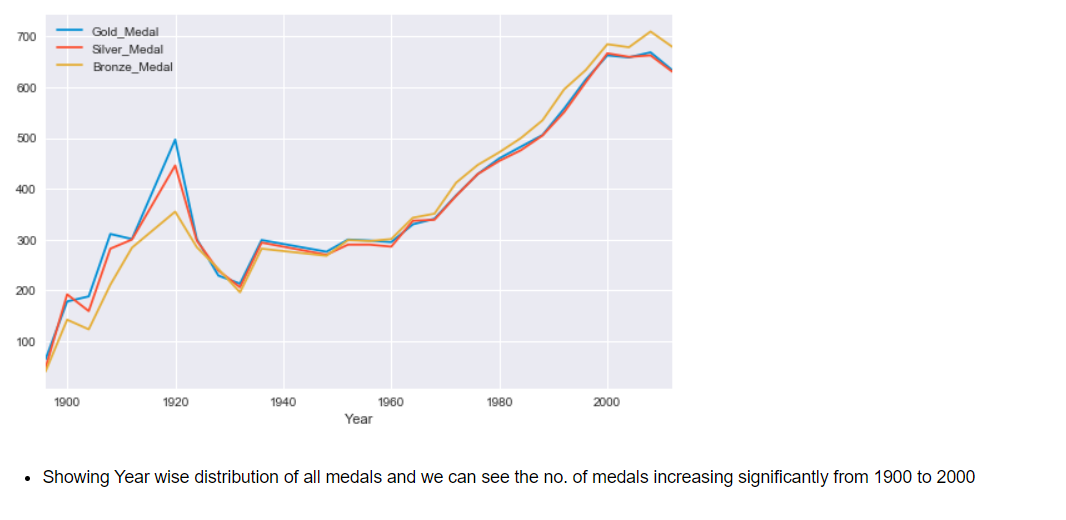 Gold_Medal
Silver_Medal
Bronze_Medal
700
600
500
400
300
200
100
1900 1920 1940 1960 1980 2000
Year
• Showing Year wise distribution of all medals and we can see the no. of medals increasing significantly from 1900 to 2000